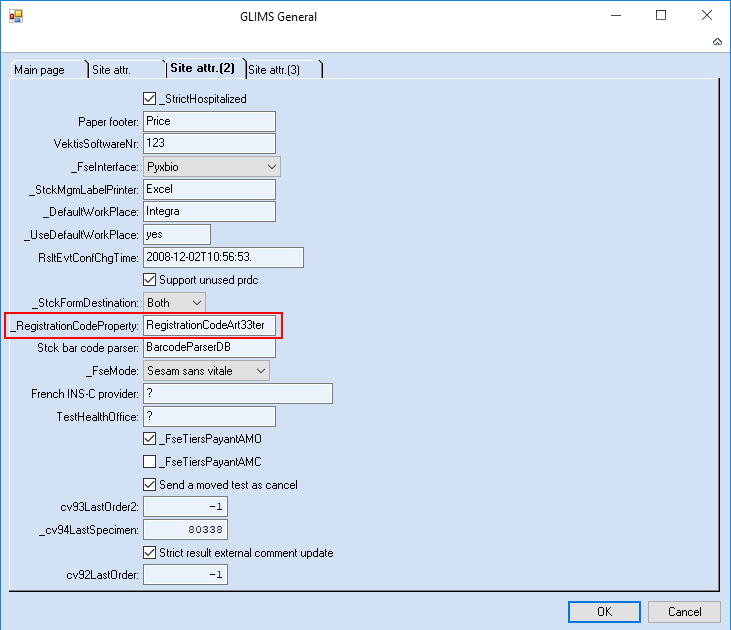 GLIMS General
Main page Site attr. Site attr.(2) Site attr.(3)
_StrictHospitalized
Paper footer: Price
VektisSoftwareNr: 123
_FseInterface: Pyxbio
_StckMgmLabelPrinter: Excel
_DefaultWorkPlace: Integra
_UseDefaultWorkPlace: yes
RsltEvtConfChgTime: 2008-12-02T10:56:53.
Support unused prdc
_StckFormDestination: Both
_RegistrationCodeProperty: RegistrationCodeArt33ter
Stck bar code parser: BarcodeParserDB
_FseMode: Sesam sans vitale
French INS-C provider: ?
TestHealthOffice: ?
_FseTiersPayantAMO
_FseTiersPayantAMC
Send a moved test as cancel
cv93LastOrder2: -1
_cv94LastSpecimen: 80338
Strict result external comment update
cv92LastOrder: -1
OK Cancel